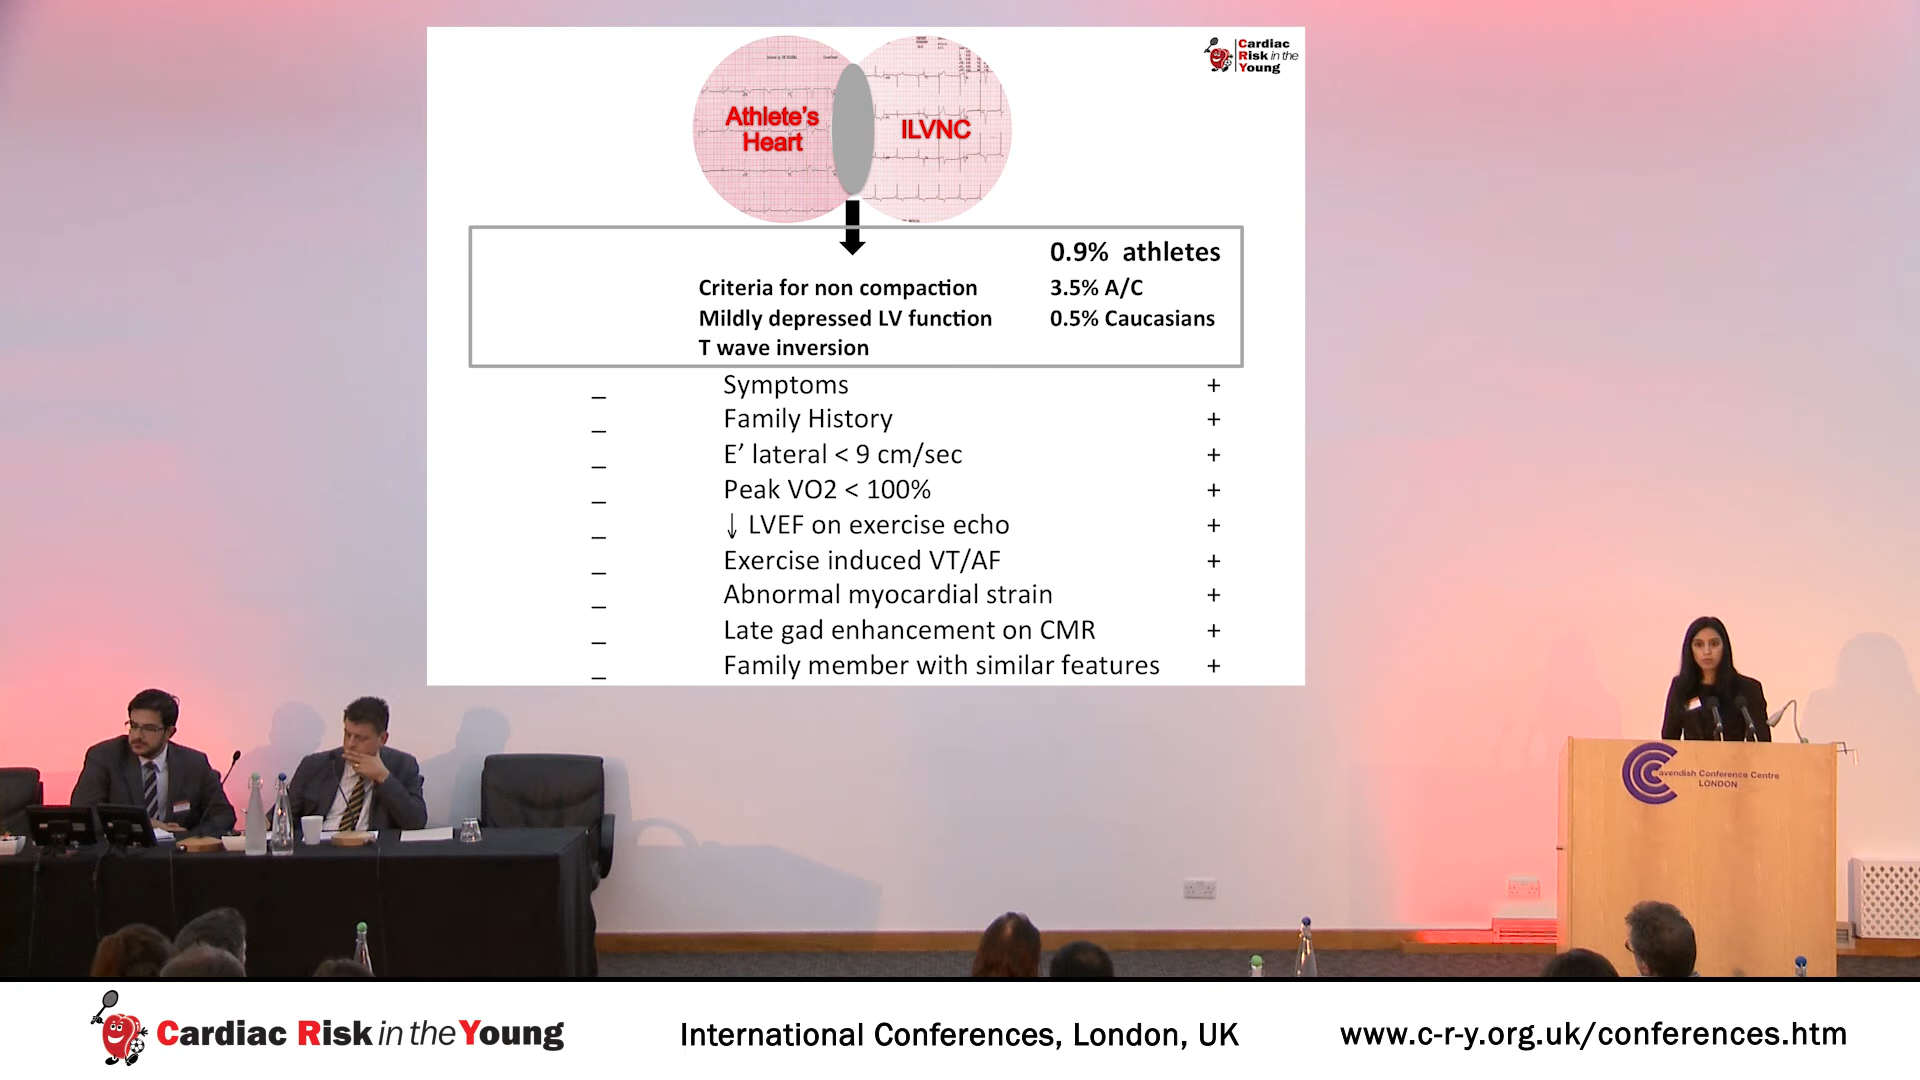 Cardiac
Risk in the
Young
Athlete's
Heart
ILVNC
0.9% athletes
Criteria for non compaction 3.5% A/C
Mildly depressed LV function 0.5% Caucasians
T wave inversion
_ Symptoms +
_ Family History +
_ E' lateral < 9 cm/sec +
_ Peak VO2 < 100% +
_ ↓ LVEF on exercise echo +
_ Exercise induced VT/AF +
_ Abnormal myocardial strain +
_ Late gad enhancement on CMR +
_ Family member with similar features +
Cavendish Conference Centre
LONDON
Cardiac Risk in the Young
International Conferences, London, UK
www.c-r-y.org.uk/conferences.htm